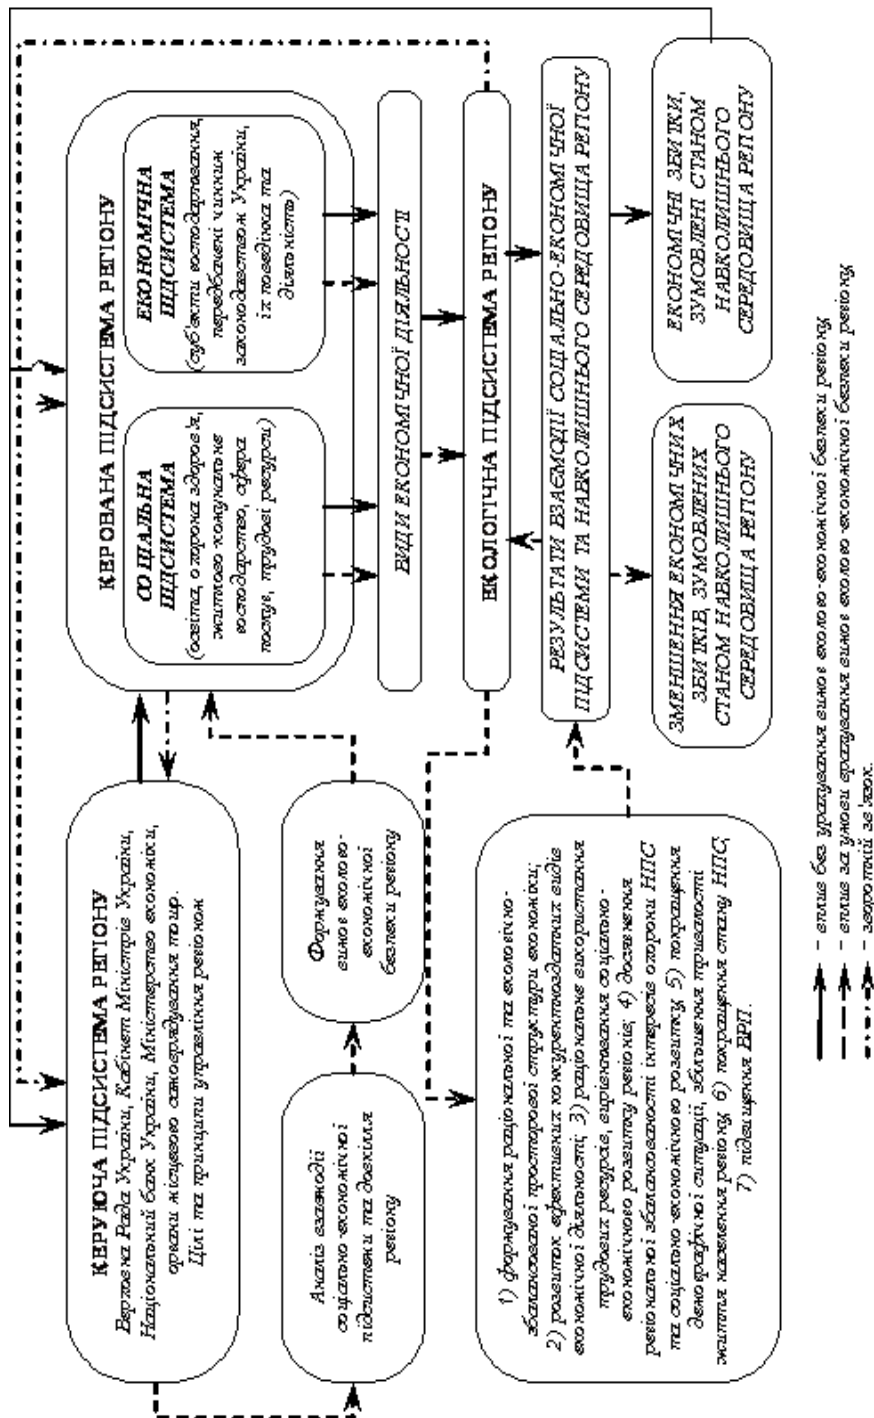 КЕРУЮЧА ПІДСИСТЕМА РЕГІОНУ
Верховна Рада України, Кабінет Міністрів України,
Національний банк України, Міністерство економіки,
органи місцевого самоврядування тощо.
Цілі та принципи управління регіоном
КЕРОВАНА ПІДСИСТЕМА РЕГІОНУ
СОЦІАЛЬНА
ПІДСИСТЕМА
(освіта, охорона здоров'я,
житлово-комунальне
господарство, сфера
послуг, трудові ресурси)
ЕКОНОМІЧНА
ПІДСИСТЕМА
(суб'єкти господарювання,
передбачені чинним
законодавством України,
їх поведінка та
діяльність)
Аналіз взаємодії
соціально-економічної
підсистеми та довкілля
регіону
Формування
вимог еколого-
економічної
безпеки регіону
ВИДИ ЕКОНОМІЧНОЇ ДІЯЛЬНОСТІ
ЕКОЛОГІЧНА ПІДСИСТЕМА РЕГІОНУ
1) формування раціональної та екологічно-
збалансованої просторової структури економіки;
2) розвиток ефективних конкурентноздатних видів
економічної діяльності; 3) раціональне використання
трудових ресурсів, вирівнювання соціально-
економічного розвитку регіонів; 4) досягнення
регіональної збалансованості інтересів охорони НПС
та соціально-економічного розвитку; 5) покращення
демографічної ситуації, збільшення тривалості
життя населення регіону; 6) покращення стану НПС;
7) підвищення ВРП.
РЕЗУЛЬТАТИ ВЗАЄМОДІЇ СОЦІАЛЬНО-ЕКОНОМІЧНОЇ
ПІДСИСТЕМИ ТА НАВКОЛИШНЬОГО СЕРЕДОВИЩА РЕГІОНУ
ЗМЕНШЕННЯ ЕКОНОМІЧНИХ
ЗБИТКІВ, ЗУМОВЛЕНИХ
СТАНОМ НАВКОЛИШНЬОГО
СЕРЕДОВИЩА РЕГІОНУ
ЕКОНОМІЧНІ ЗБИТКИ,
ЗУМОВЛЕНІ СТАНОМ
НАВКОЛИШНЬОГО
СЕРЕДОВИЩА РЕГІОНУ
– вплив без урахування вимог еколого-економічної безпеки регіону;
– вплив за умови врахування вимог еколого-економічної безпеки регіону;
– зворотній зв'язок.